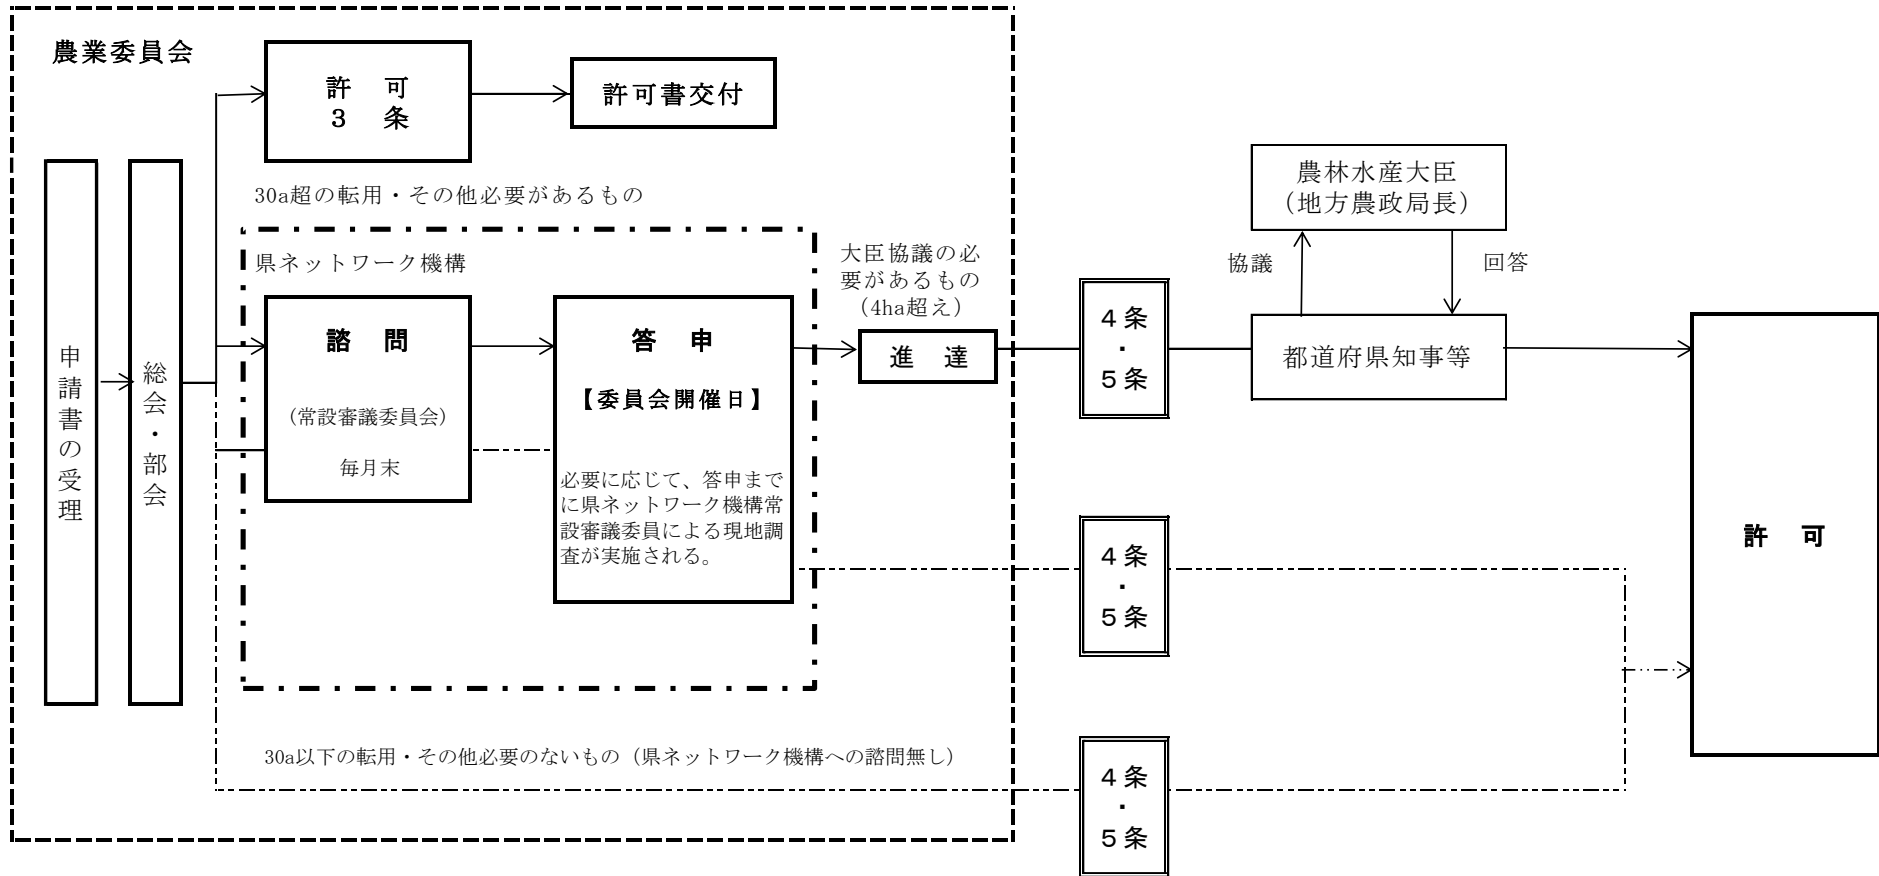 農業委員会
許　可
３　条
許可書交付
30a超の転用・その他必要があるもの
県ネットワーク機構
申請書の受理
総会・部会
諮　問
（常設審議委員会）
毎月末
答　申
【委員会開催日】
必要に応じて、答申まで
に県ネットワーク機構常
設審議委員による現地調
査が実施される。
大臣協議の必
要があるもの
（4ha超え）
進　達
４条
・
５条
農林水産大臣
（地方農政局長）
協議
回答
都道府県知事等
４条
・
５条
許　可
30a以下の転用・その他必要のないもの（県ネットワーク機構への諮問無し）
４条
・
５条